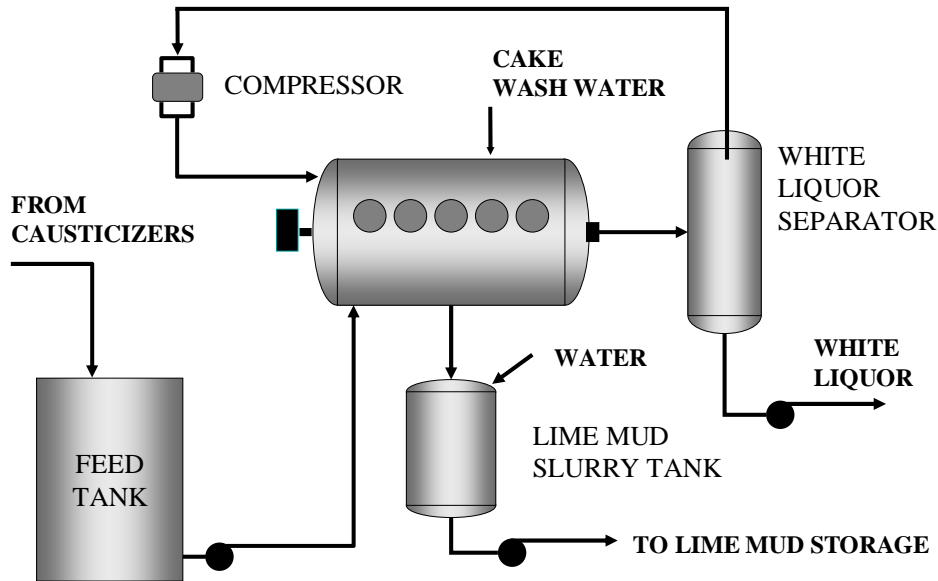 CAKE
WASH WATER
COMPRESSOR
WHITE
LIQUOR
SEPARATOR
FROM
CAUSTICIZERS
WATER
WHITE
LIQUOR
LIME MUD
SLURRY TANK
FEED
TANK
TO LIME MUD STORAGE